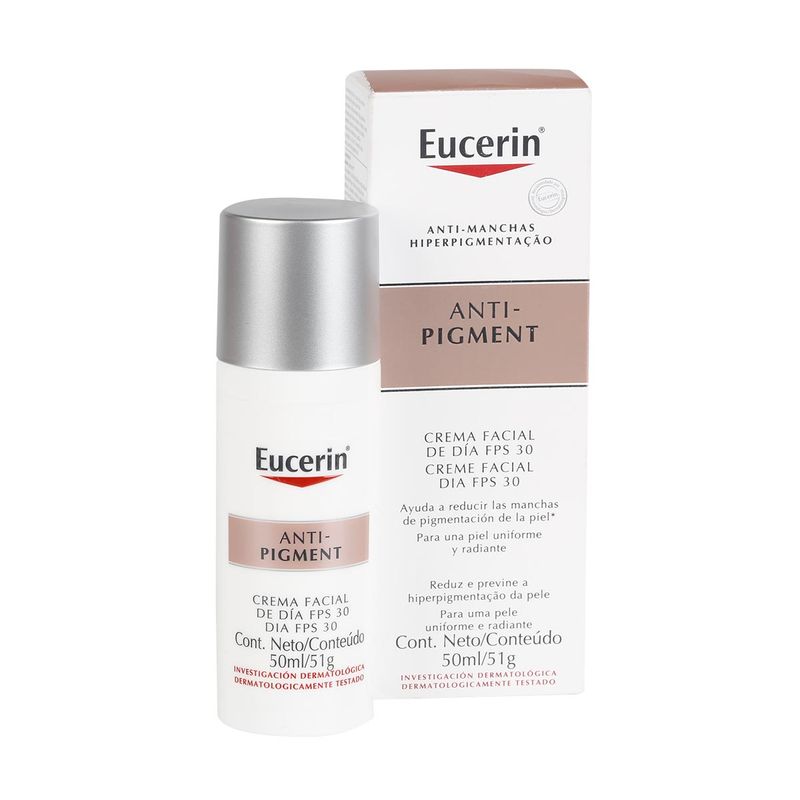 Eucerin®
ANTI-MANCHAS
HIPERPIGMENTAÇÃO
Eucerin
ANTI-
PIGMENT
CREMA FACIAL
DE DÍA FPS 30
CREME FACIAL
DIA FPS 30
Ayuda a reducir las manchas
de pigmentación de la piel*
Para una piel uniforme
y radiante
Reduz e previne a
hiperpigmentação da pele
Para uma pele
uniforme e radiante
Cont. Neto/Conteúdo
50ml/51g
INVESTIGACIÓN DERMATOLÓGICA
DERMATOLOGICAMENTE TESTADO
Eucerin®
ANTI-
PIGMENT
CREMA FACIAL
DE DÍA FPS 30
DIA FPS 30
Cont. Neto/Conteúdo
50ml/51g
INVESTIGACIÓN DERMATOLÓGICA
DERMATOLOGICAMENTE TESTADO